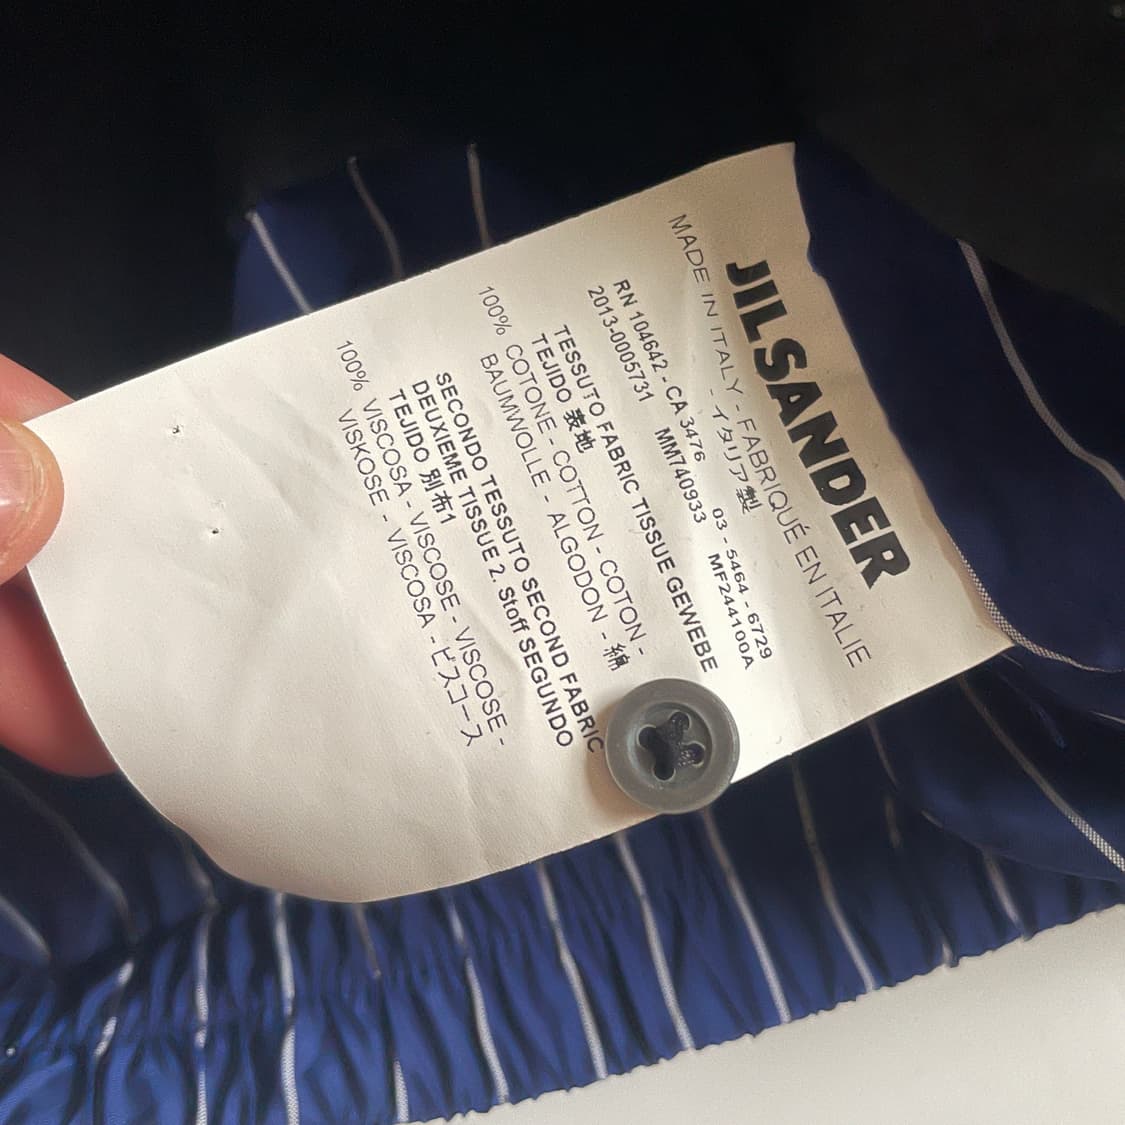 JILSANDER
MADE IN ITALY - FABRIQUÉ EN ITALIE
- イタリア製
RN 104642 - CA 3476 03 - 5464 - 6729
2013-0005731 MM740933 MF244100A
TESSUTO FABRIC TISSUE GEWEBE
TEJIDO 表地
100% COTONE - COTTON - COTON -
BAUMWOLLE - ALGODON - 綿
SECONDO TESSUTO SECOND FABRIC
DEUXIEME TISSUE 2. Stoff SEGUNDO
TEJIDO 別布1
100% VISCOSA - VISCOSE - VISCOSE -
VISKOSE - VISCOSA - ビスコース